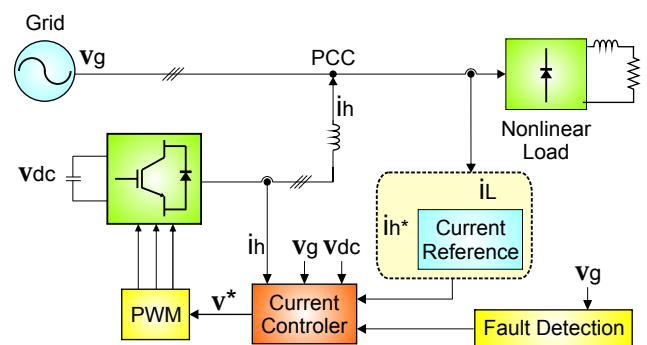 Grid
vg
PCC
ih
Nonlinear
Load
vdc
iL
ih*
Current
Reference
ih
vg
vdc
vg
PWM
v*
Current
Controler
Fault Detection